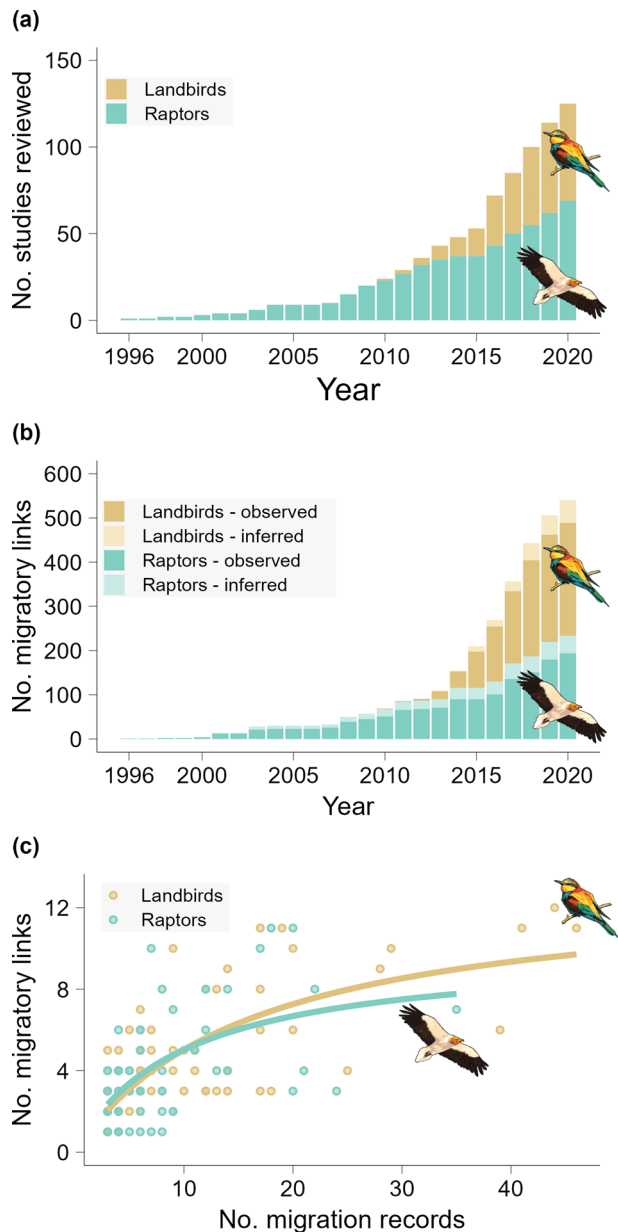 (a)
No. studies reviewed
150
100
50
0
Landbirds
Raptors
1996 2000 2005 2010 2015 2020
Year
(b)
No. migratory links
600
500
400
300
200
100
0
Landbirds - observed
Landbirds - inferred
Raptors - observed
Raptors - inferred
1996 2000 2005 2010 2015 2020
Year
(c)
No. migratory links
12
8
4
0
Landbirds
Raptors
10 20 30 40
No. migration records